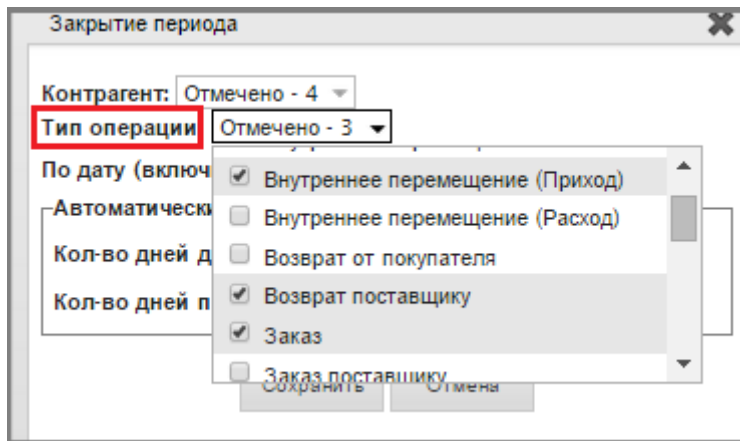 Закрытие периода
Контрагент: Отмечено - 4
Тип операции Отмечено - 3
По дату (включ
Внутреннее перемещение (Приход)
Автоматически
Внутреннее перемещение (Расход)
Кол-во дней д
Возврат от покупателя
Кол-во дней п
Возврат поставщику
Заказ
Заказ поставщику
Сохранить Отмена